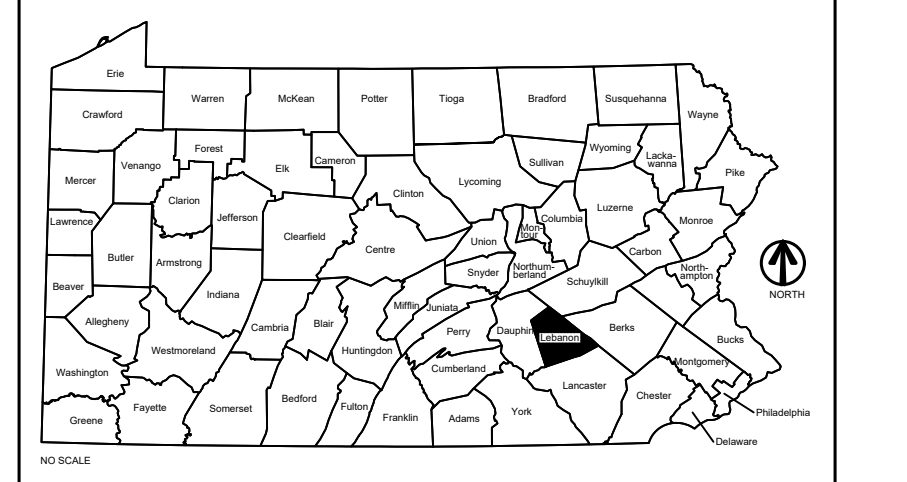 Erie
Warren
McKean
Potter
Tioga
Bradford
Susquehanna
Wayne
Crawford
Forest
Elk
Cameron
Sullivan
Wyoming
Lacka-
wanna
Pike
Mercer
Venango
Clarion
Jefferson
Clinton
Lycoming
Columbia
Luzerne
Monroe
Lawrence
Butler
Armstrong
Clearfield
Centre
Union
Mon-
tour
Carbon
Beaver
Indiana
Snyder
Northum-
berland
Schuylkill
North-
ampton
NORTH
Allegheny
Westmoreland
Cambria
Blair
Huntingdon
Mifflin
Juniata
Perry
Dauphin
Lebanon
Berks
Bucks
Washington
Cumberland
Lancaster
Montgomery
Chester
Greene
Fayette
Somerset
Bedford
Fulton
Franklin
Adams
York
Philadelphia
Delaware
NO SCALE